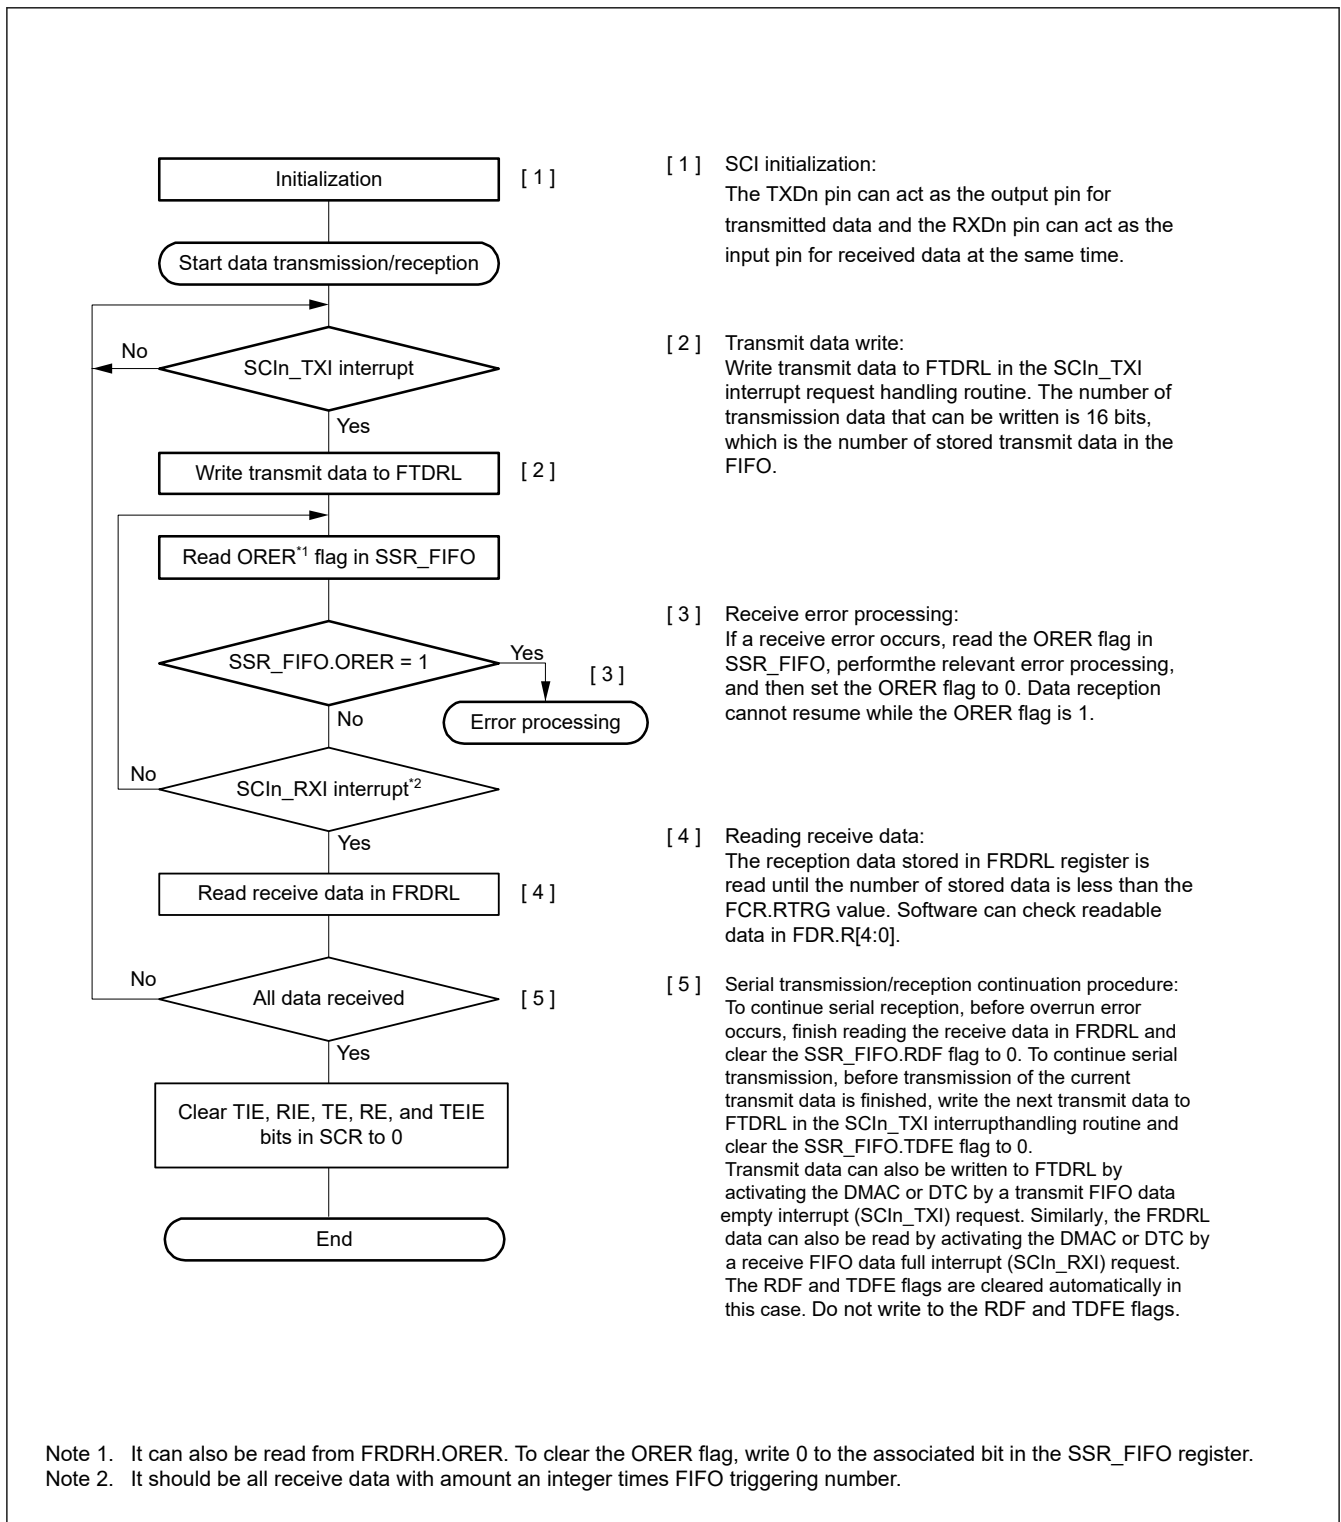 Initialization
[ 1 ]
Start data transmission/reception
No
SCIn_TXI interrupt
Yes
Write transmit data to FTDRL
[ 2 ]
Read ORER*1 flag in SSR_FIFO
SSR_FIFO.ORER = 1
Yes
[ 3 ]
Error processing
No
No
SCIn_RXI interrupt*2
Yes
Read receive data in FRDRL
[ 4 ]
No
All data received
[ 5 ]
Yes
Clear TIE, RIE, TE, RE, and TEIE
bits in SCR to 0
End
[ 1 ] SCI initialization:
The TXDn pin can act as the output pin for
transmitted data and the RXDn pin can act as the
input pin for received data at the same time.
[ 2 ] Transmit data write:
Write transmit data to FTDRL in the SCIn_TXI
interrupt request handling routine. The number of
transmission data that can be written is 16 bits,
which is the number of stored transmit data in the
FIFO.
[ 3 ] Receive error processing:
If a receive error occurs, read the ORER flag in
SSR_FIFO, performthe relevant error processing,
and then set the ORER flag to 0. Data reception
cannot resume while the ORER flag is 1.
[ 4 ] Reading receive data:
The reception data stored in FRDRL register is
read until the number of stored data is less than the
FCR.RTRG value. Software can check readable
data in FDR.R[4:0].
[ 5 ] Serial transmission/reception continuation procedure:
To continue serial reception, before overrun error
occurs, finish reading the receive data in FRDRL and
clear the SSR_FIFO.RDF flag to 0. To continue serial
transmission, before transmission of the current
transmit data is finished, write the next transmit data to
FTDRL in the SCIn_TXI interrupthandling routine and
clear the SSR_FIFO.TDFE flag to 0.
Transmit data can also be written to FTDRL by
activating the DMAC or DTC by a transmit FIFO data
empty interrupt (SCIn_TXI) request. Similarly, the FRDRL
data can also be read by activating the DMAC or DTC by
a receive FIFO data full interrupt (SCIn_RXI) request.
The RDF and TDFE flags are cleared automatically in
this case. Do not write to the RDF and TDFE flags.
Note 1. It can also be read from FRDRH.ORER. To clear the ORER flag, write 0 to the associated bit in the SSR_FIFO register.
Note 2. It should be all receive data with amount an integer times FIFO triggering number.